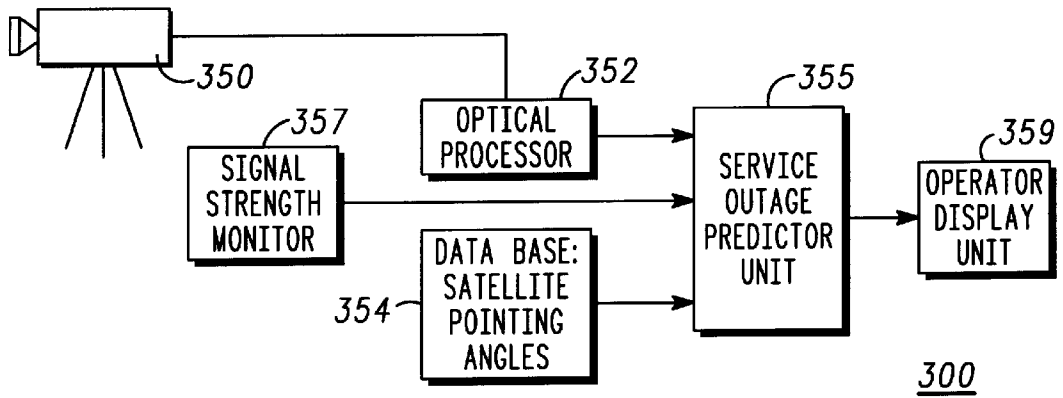 350
352
OPTICAL
PROCESSOR
357
SIGNAL
STRENGTH
MONITOR
354
DATA BASE:
SATELLITE
POINTING
ANGLES
355
SERVICE
OUTAGE
PREDICTOR
UNIT
359
OPERATOR
DISPLAY
UNIT
300